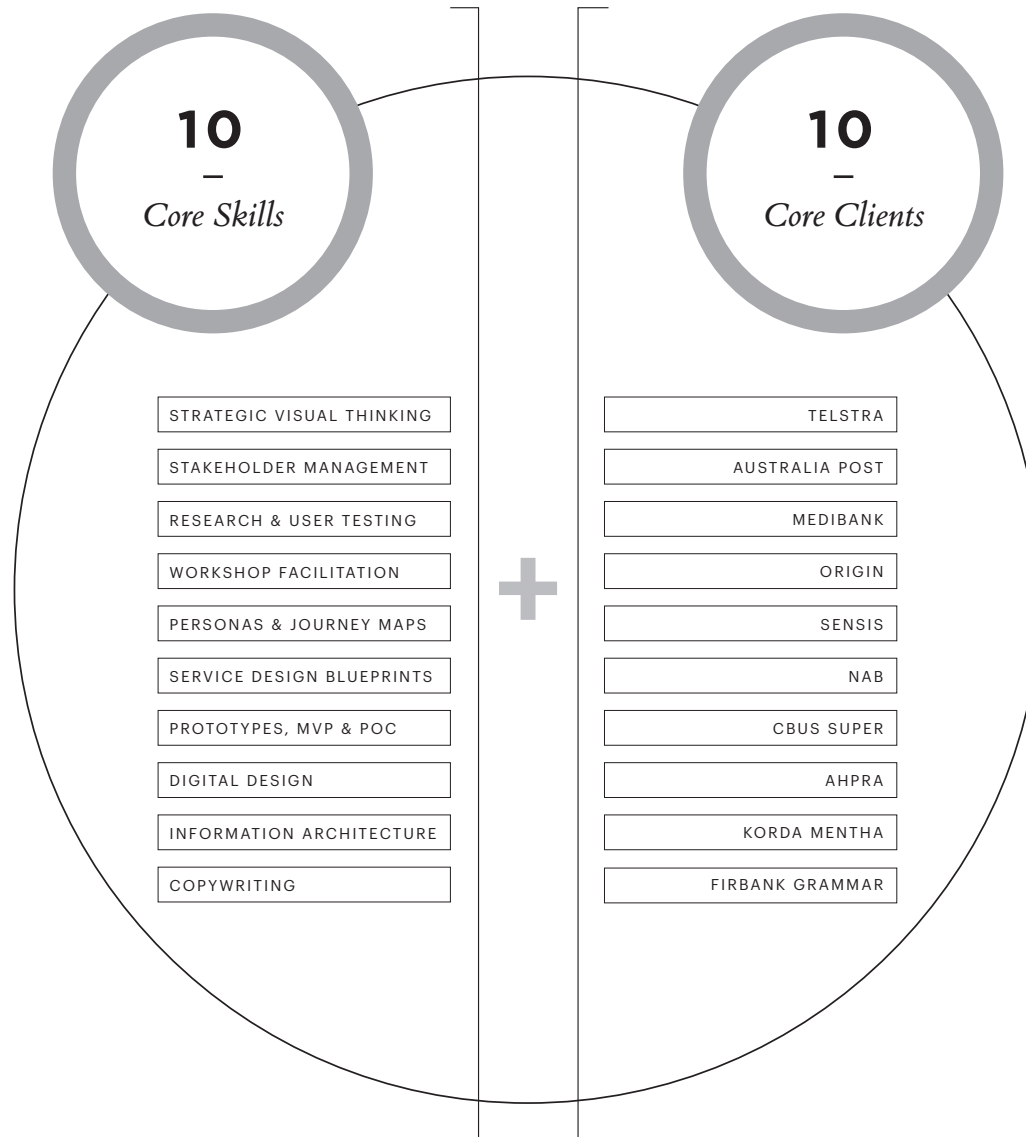 10
–
Core Skills
STRATEGIC VISUAL THINKING
STAKEHOLDER MANAGEMENT
RESEARCH & USER TESTING
WORKSHOP FACILITATION
PERSONAS & JOURNEY MAPS
SERVICE DESIGN BLUEPRINTS
PROTOTYPES, MVP & POC
DIGITAL DESIGN
INFORMATION ARCHITECTURE
COPYWRITING
+
10
–
Core Clients
TELSTRA
AUSTRALIA POST
MEDIBANK
ORIGIN
SENSIS
NAB
CBUS SUPER
AHPRA
KORDA MENTHA
FIRBANK GRAMMAR